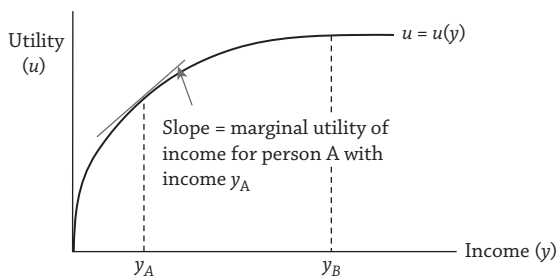 Utility
(u)
u = u(y)
Slope = marginal utility of
income for person A with
income yA
Income (y)
yA
yB